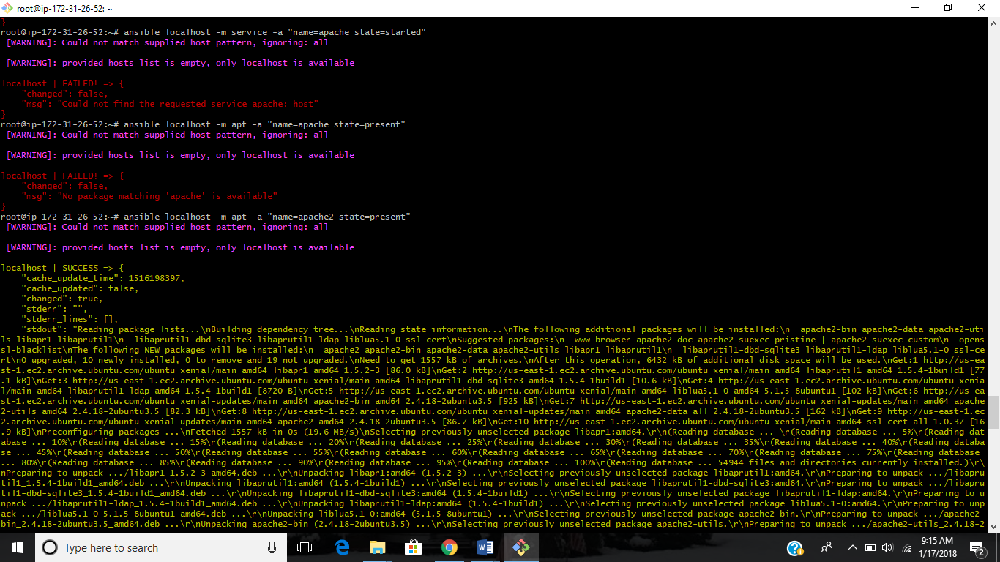 root@ip-172-31-26-52: ~
}
root@ip-172-31-26-52:~# ansible localhost -m service -a "name=apache state=started"
 [WARNING]: Could not match supplied host pattern, ignoring: all
 [WARNING]: provided hosts list is empty, only localhost is available
localhost | FAILED! => {
    "changed": false,
    "msg": "Could not find the requested service apache: host"
}
root@ip-172-31-26-52:~# ansible localhost -m apt -a "name=apache state=present"
 [WARNING]: Could not match supplied host pattern, ignoring: all
 [WARNING]: provided hosts list is empty, only localhost is available
localhost | FAILED! => {
    "changed": false,
    "msg": "No package matching 'apache' is available"
}
root@ip-172-31-26-52:~# ansible localhost -m apt -a "name=apache2 state=present"
 [WARNING]: Could not match supplied host pattern, ignoring: all
 [WARNING]: provided hosts list is empty, only localhost is available
localhost | SUCCESS => {
    "cache_update_time": 1516198397,
    "cache_updated": false,
    "changed": true,
    "stderr": "",
    "stderr_lines": [],
    "stdout": "Reading package lists...\nBuilding dependency tree...\nReading state information...\nThe following additional packages will be installed:\n  apache2-bin apache2-data apache2-uti
ls libapr1 libaprutil1\n  libaprutil1-dbd-sqlite3 libaprutil1-ldap liblua5.1-0 ssl-cert\nSuggested packages:\n  www-browser apache2-doc apache2-suexec-pristine | apache2-suexec-custom\n  opens
sl-blacklist\nThe following NEW packages will be installed:\n  apache2 apache2-bin apache2-data apache2-utils libapr1 libaprutil1\n  libaprutil1-dbd-sqlite3 libaprutil1-ldap liblua5.1-0 ssl-ce
rt\n0 upgraded, 10 newly installed, 0 to remove and 19 not upgraded.\nNeed to get 1557 kB of archives.\nAfter this operation, 6432 kB of additional disk space will be used.\nGet:1 http://us-ea
st-1.ec2.archive.ubuntu.com/ubuntu xenial/main amd64 libapr1 amd64 1.5.2-3 [86.0 kB]\nGet:2 http://us-east-1.ec2.archive.ubuntu.com/ubuntu xenial/main amd64 libaprutil1 amd64 1.5.4-1build1 [77
.1 kB]\nGet:3 http://us-east-1.ec2.archive.ubuntu.com/ubuntu xenial/main amd64 libaprutil1-dbd-sqlite3 amd64 1.5.4-1build1 [10.6 kB]\nGet:4 http://us-east-1.ec2.archive.ubuntu.com/ubuntu xenia
l/main amd64 libaprutil1-ldap amd64 1.5.4-1build1 [8720 B]\nGet:5 http://us-east-1.ec2.archive.ubuntu.com/ubuntu xenial/main amd64 liblua5.1-0 amd64 5.1.5-8ubuntu1 [102 kB]\nGet:6 http://us-ea
st-1.ec2.archive.ubuntu.com/ubuntu xenial-updates/main amd64 apache2-bin amd64 2.4.18-2ubuntu3.5 [925 kB]\nGet:7 http://us-east-1.ec2.archive.ubuntu.com/ubuntu xenial-updates/main amd64 apache
2-utils amd64 2.4.18-2ubuntu3.5 [82.3 kB]\nGet:8 http://us-east-1.ec2.archive.ubuntu.com/ubuntu xenial-updates/main amd64 apache2-data all 2.4.18-2ubuntu3.5 [162 kB]\nGet:9 http://us-east-1.ec
2.archive.ubuntu.com/ubuntu xenial-updates/main amd64 apache2 amd64 2.4.18-2ubuntu3.5 [86.7 kB]\nGet:10 http://us-east-1.ec2.archive.ubuntu.com/ubuntu xenial/main amd64 ssl-cert all 1.0.37 [16
.9 kB]\nPreconfiguring packages ...\nFetched 1557 kB in 0s (19.6 MB/s)\nSelecting previously unselected package libapr1:amd64.\r\n(Reading database ... \r(Reading database ... 5%\r(Reading dat
abase ... 10%\r(Reading database ... 15%\r(Reading database ... 20%\r(Reading database ... 25%\r(Reading database ... 30%\r(Reading database ... 35%\r(Reading database ... 40%\r(Reading databa
se ... 45%\r(Reading database ... 50%\r(Reading database ... 55%\r(Reading database ... 60%\r(Reading database ... 65%\r(Reading database ... 70%\r(Reading database ... 75%\r(Reading database
... 80%\r(Reading database ... 85%\r(Reading database ... 90%\r(Reading database ... 95%\r(Reading database ... 100%\r(Reading database ... 54944 files and directories currently installed.)\r\
nPreparing to unpack .../libapr1_1.5.2-3_amd64.deb ...\r\nUnpacking libapr1:amd64 (1.5.2-3) ...\r\nSelecting previously unselected package libaprutil1:amd64.\r\nPreparing to unpack .../libapru
til1_1.5.4-1build1_amd64.deb ...\r\nUnpacking libaprutil1:amd64 (1.5.4-1build1) ...\r\nSelecting previously unselected package libaprutil1-dbd-sqlite3:amd64.\r\nPreparing to unpack .../libapru
til1-dbd-sqlite3_1.5.4-1build1_amd64.deb ...\r\nUnpacking libaprutil1-dbd-sqlite3:amd64 (1.5.4-1build1) ...\r\nSelecting previously unselected package libaprutil1-ldap:amd64.\r\nPreparing to u
npack .../libaprutil1-ldap_1.5.4-1build1_amd64.deb ...\r\nUnpacking libaprutil1-ldap:amd64 (1.5.4-1build1) ...\r\nSelecting previously unselected package liblua5.1-0:amd64.\r\nPreparing to unp
ack .../liblua5.1-0_5.1.5-8ubuntu1_amd64.deb ...\r\nUnpacking liblua5.1-0:amd64 (5.1.5-8ubuntu1) ...\r\nSelecting previously unselected package apache2-bin.\r\nPreparing to unpack .../apache2-
bin_2.4.18-2ubuntu3.5_amd64.deb ...\r\nUnpacking apache2-bin (2.4.18-2ubuntu3.5) ...\r\nSelecting previously unselected package apache2-utils.\r\nPreparing to unpack .../apache2-utils_2.4.18-2
Type here to search
9:15 AM
1/17/2018
2